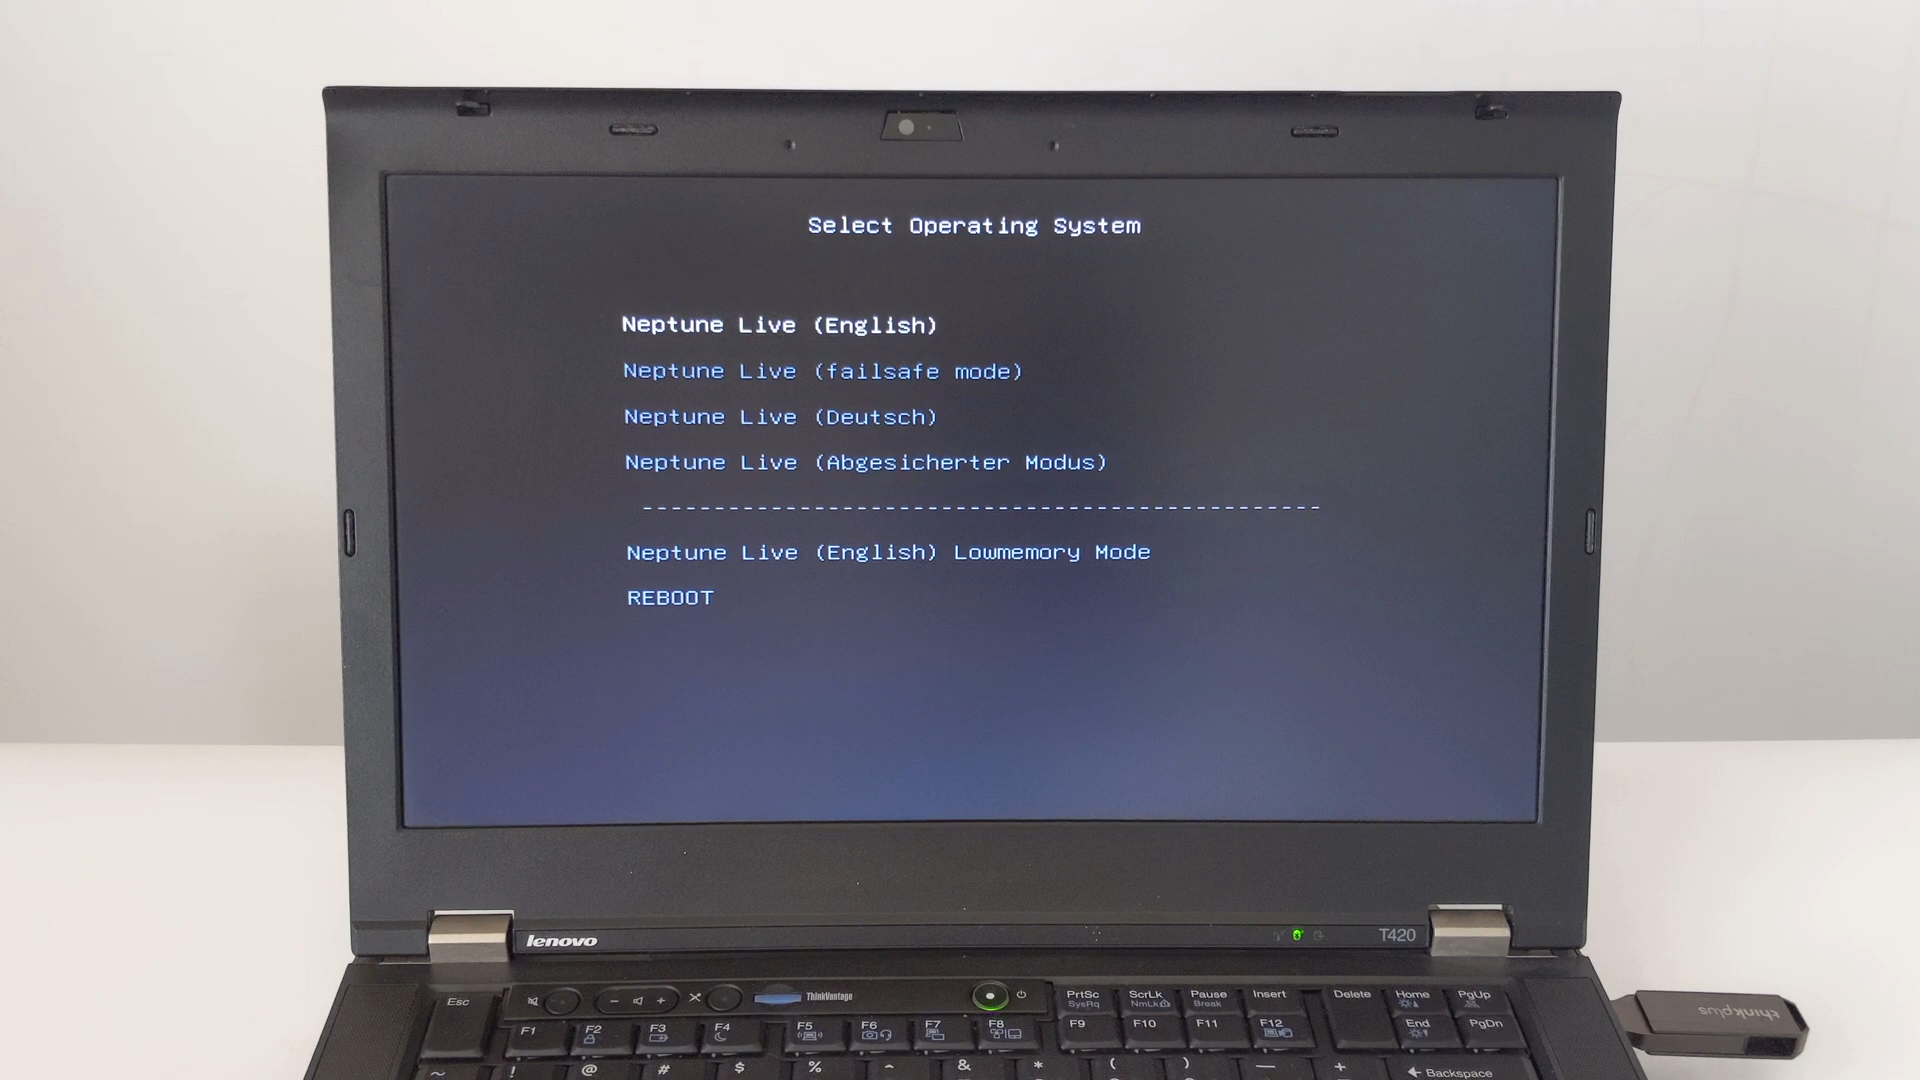 Select Operating System
Neptune Live (English)
Neptune Live (failsafe mode)
Neptune Live (Deutsch)
Neptune Live (Abgesicherter Modus)
-----------------------------------------------
Neptune Live (English) Lowmemory Mode
REBOOT
lenovo
T420
ThinkVantage
Esc
PrtSc
SysRq
ScrLk
NmLk
Pause
Break
Insert
Delete
Home
PgUp
F1
F2
F3
F4
F5
F6
F7
F8
F9
F10
F11
F12
End
PgDn
~ ! @ # $ % ^ & * ( ) — +
Backspace
thinkplus